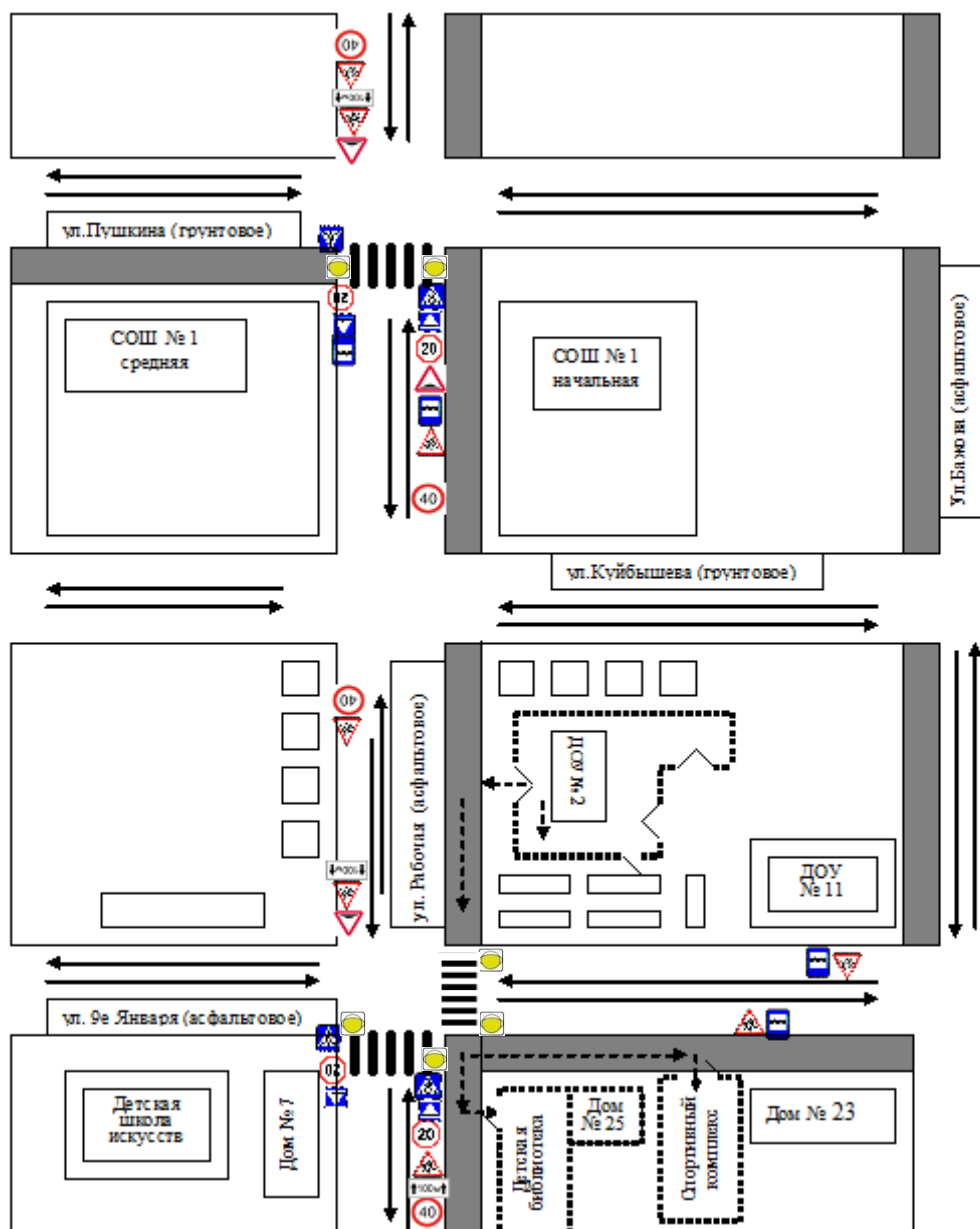 40
100м
ул.Пушкина (грунтовое)
20
СОШ № 1
средняя
20
СОШ № 1
начальная
40
Ул.Бажова (асфальтовое)
ул.Куйбышева (грунтовое)
40
ул. Рабочая (асфальтовое)
ДОУ № 2
100м
ДОУ
№ 11
ул. 9е Января (асфальтовое)
20
20
Детская
школа
искусств
Дом № 7
100м
40
Детская
библиотека
Дом
№ 25
Спортивный
комплекс
Дом № 23